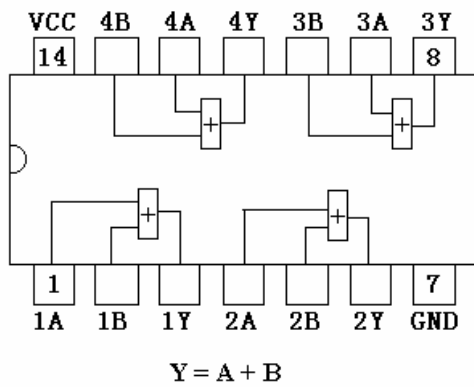 VCC 4B 4A 4Y 3B 3A 3Y
14 8
+ +
+ +
1 7
1A 1B 1Y 2A 2B 2Y GND
Y = A + B